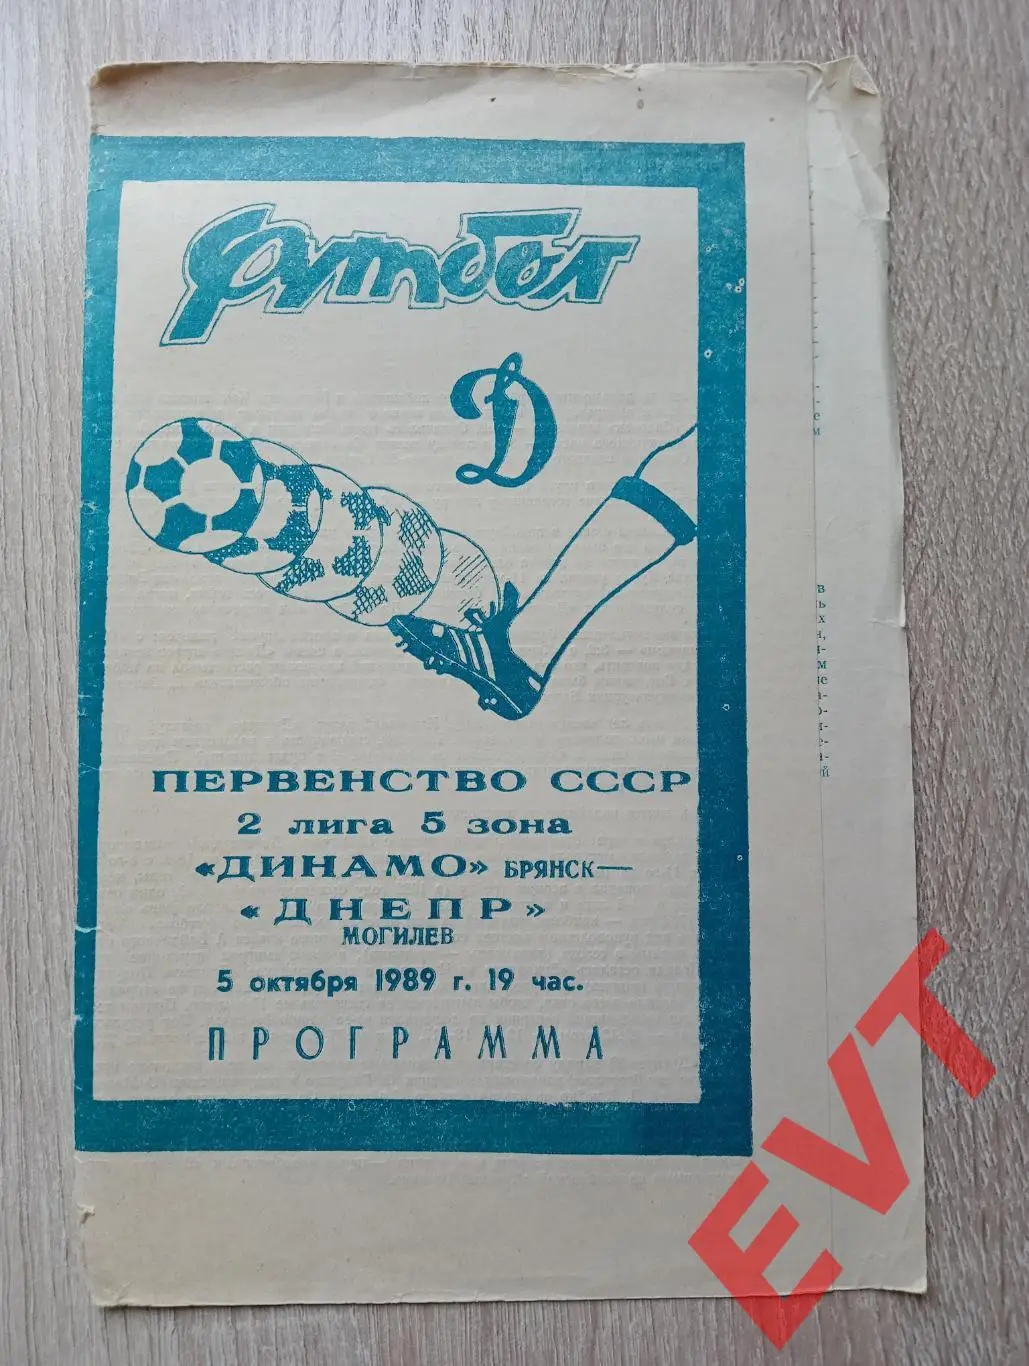 футбол
Д
ПЕРВЕНСТВО СССР
2 лига 5 зона
«ДИНАМО» БРЯНСК—
«ДНЕПР»
МОГИЛЕВ
5 октября 1989 г. 19 час.
ПРОГРАММА
EVT